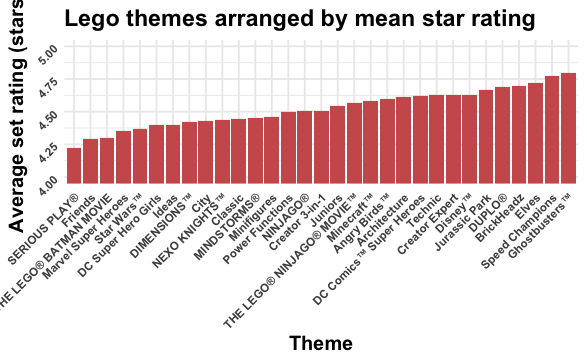 Lego themes arranged by mean star rating
Average set rating (stars
5.00
4.75
4.50
4.25
4.00
SERIOUS PLAY®
Friends
THE LEGO® BATMAN MOVIE
Marvel Super Heroes
Star Wars™
DC Super Hero Girls
Ideas
DIMENSIONS™
City
NEXO KNIGHTS™
Classic
MINDSTORMS®
Minifigures
Power Functions
NINJAGO®
Creator 3-in-1
Juniors
THE LEGO® NINJAGO® MOVIE™
Minecraft™
Angry Birds™
Architecture
DC Comics™ Super Heroes
Technic
Creator Expert
Disney™
Jurassic Park
DUPLO®
BrickHeadz
Elves
Speed Champions
Ghostbusters™
Theme